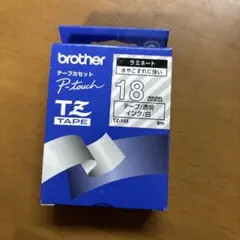 brother
テープカセット
P-touch
TZ
TAPE
ラミネート
水やこすれに強い
18
テープ/透明
インク/白
8m